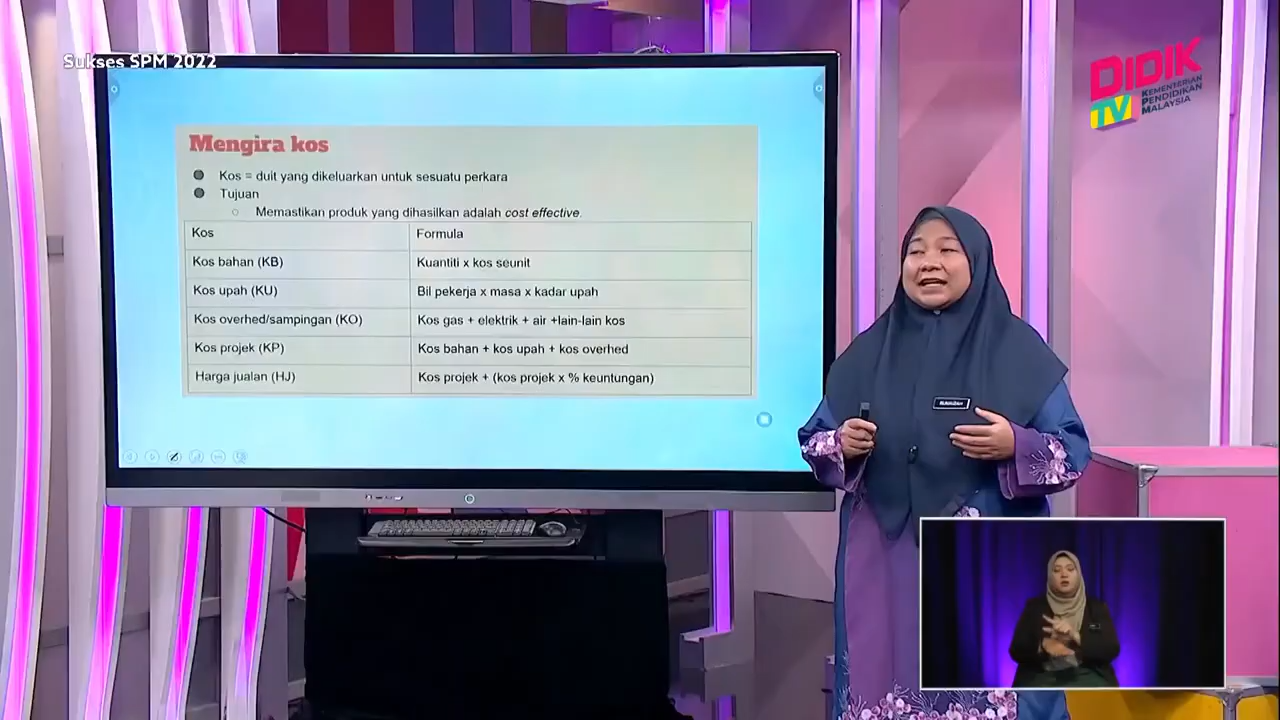 Sukses SPM 2022
DIDIK
TV
KEMENTERIAN
PENDIDIKAN
MALAYSIA
Mengira kos
Kos = duit yang dikeluarkan untuk sesuatu perkara
Tujuan
Memastikan produk yang dihasilkan adalah cost effective.
Kos Formula
Kos bahan (KB) Kuantiti x kos seunit
Kos upah (KU) Bil pekerja x masa x kadar upah
Kos overhed/sampingan (KO) Kos gas + elektrik + air +lain-lain kos
Kos projek (KP) Kos bahan + kos upah + kos overhed
Harga jualan (HJ) Kos projek + (kos projek x % keuntungan)